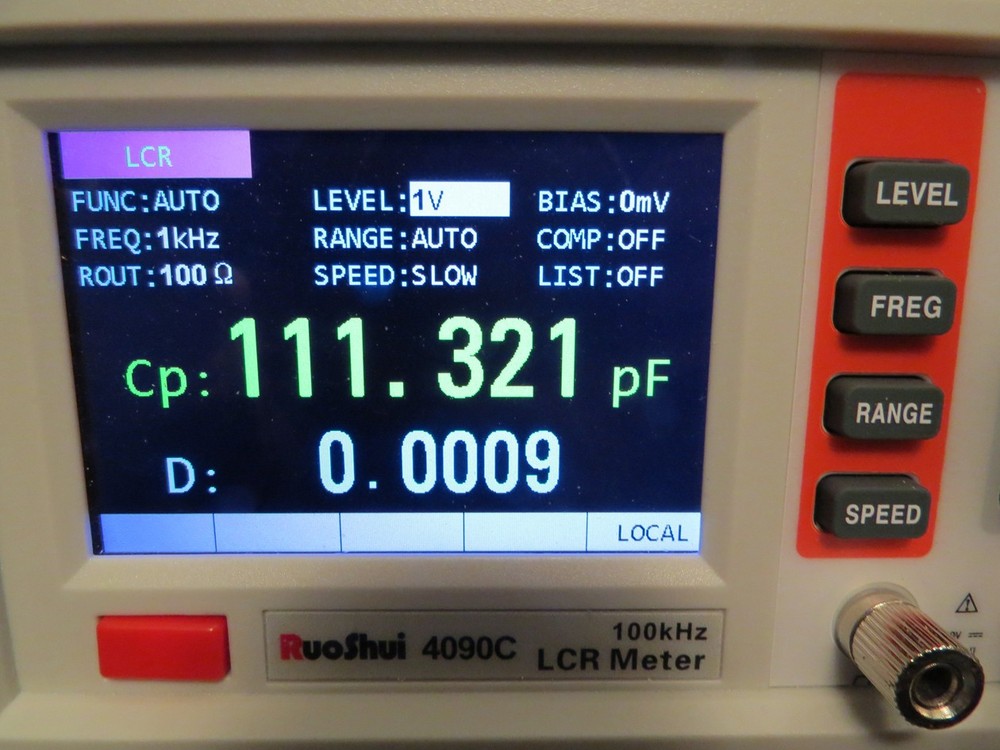 LCR
FUNC:AUTO LEVEL:1V BIAS:0mV
FREQ:1kHz RANGE:AUTO COMP:OFF
ROUT:100 Ω SPEED:SLOW LIST:OFF
Cp: 111.321 pF
D: 0.0009
LOCAL
LEVEL
FREG
RANGE
SPEED
RuoShui 4090C
100kHz
LCR Meter